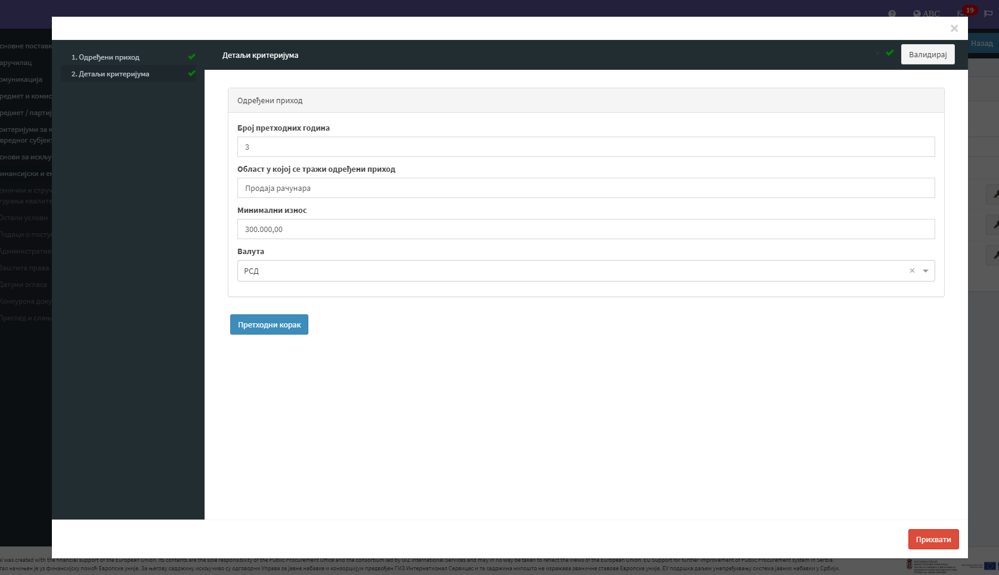 ABC
19
Назад
×
1. Одређени приход
2. Детаљи критеријума
Детаљи критеријума
Валидирај
Одређени приход
Број претходних година
3
Област у којој се тражи одређени приход
Продаја рачунара
Минимални износ
300.000,00
Валута
РСД
×
Претходни корак
Прихвати
сновне поставк
аручилац
омуникација
редмет и комис
редмет / партиј
ритеријуми за к
вредног субјект
снови за искљу
инансијски и ек
ехнички и струч
гурања квалите
Остали услови
Подаци о посту
Административ
Заштита права
Датуми огласа
Конкурсна доку
Преглед и слањ
al was created with the financial support of the European Union. Its contents are the sole responsibility of the Public Procurement Office and the consortium led by GIZ International Services and may in no way be taken to reflect the views of the European Union. EU Support for further improvement of Public Procurement system in Serbia.
тал начињен је уз финансијску помоћ Европске уније. За његову садржину искључиво су одговорни Управа за јавне набавке и конзорцијум предвођен ГИЗ Интернатионал Сервицес и та садржина нипошто не изражава званичне ставове Европске уније. ЕУ подршка даљем унапређивању система јавних набавки у Србији.